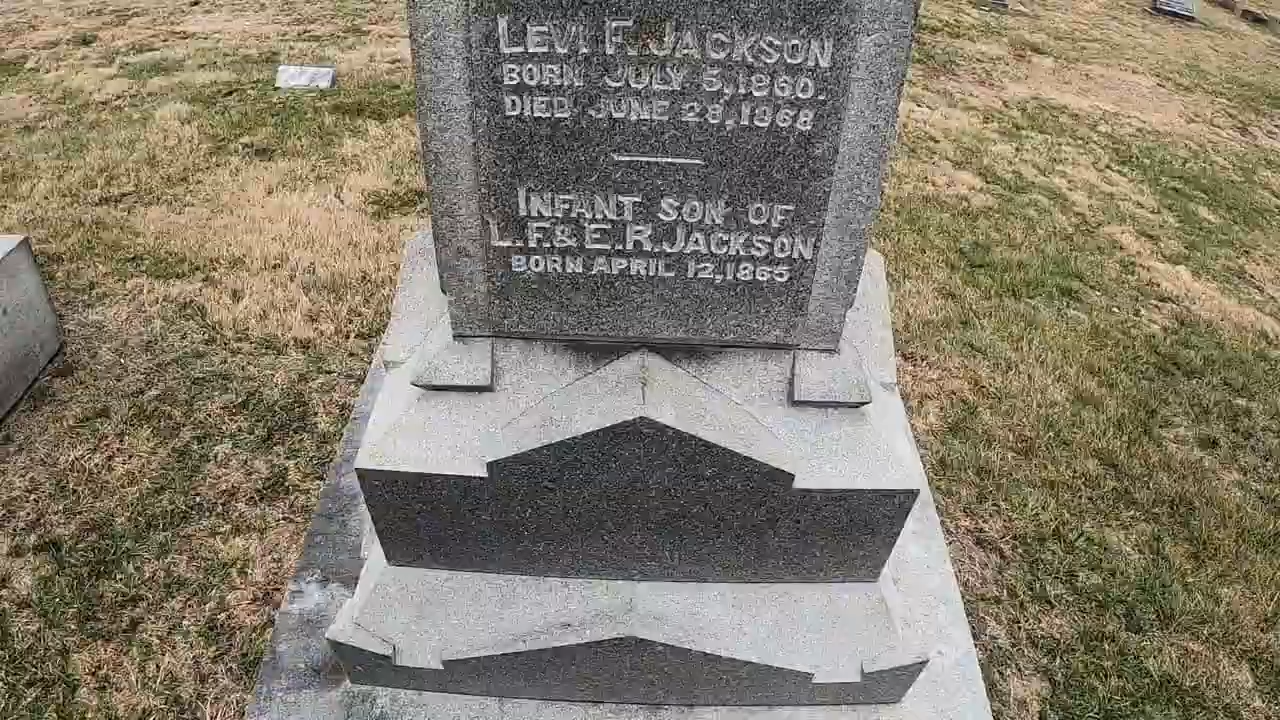 LEVI F. JACKSON
BORN JULY 5, 1860.
DIED JUNE 28, 1868
INFANT SON OF
L.F. & E.R. JACKSON
BORN APRIL 12, 1865